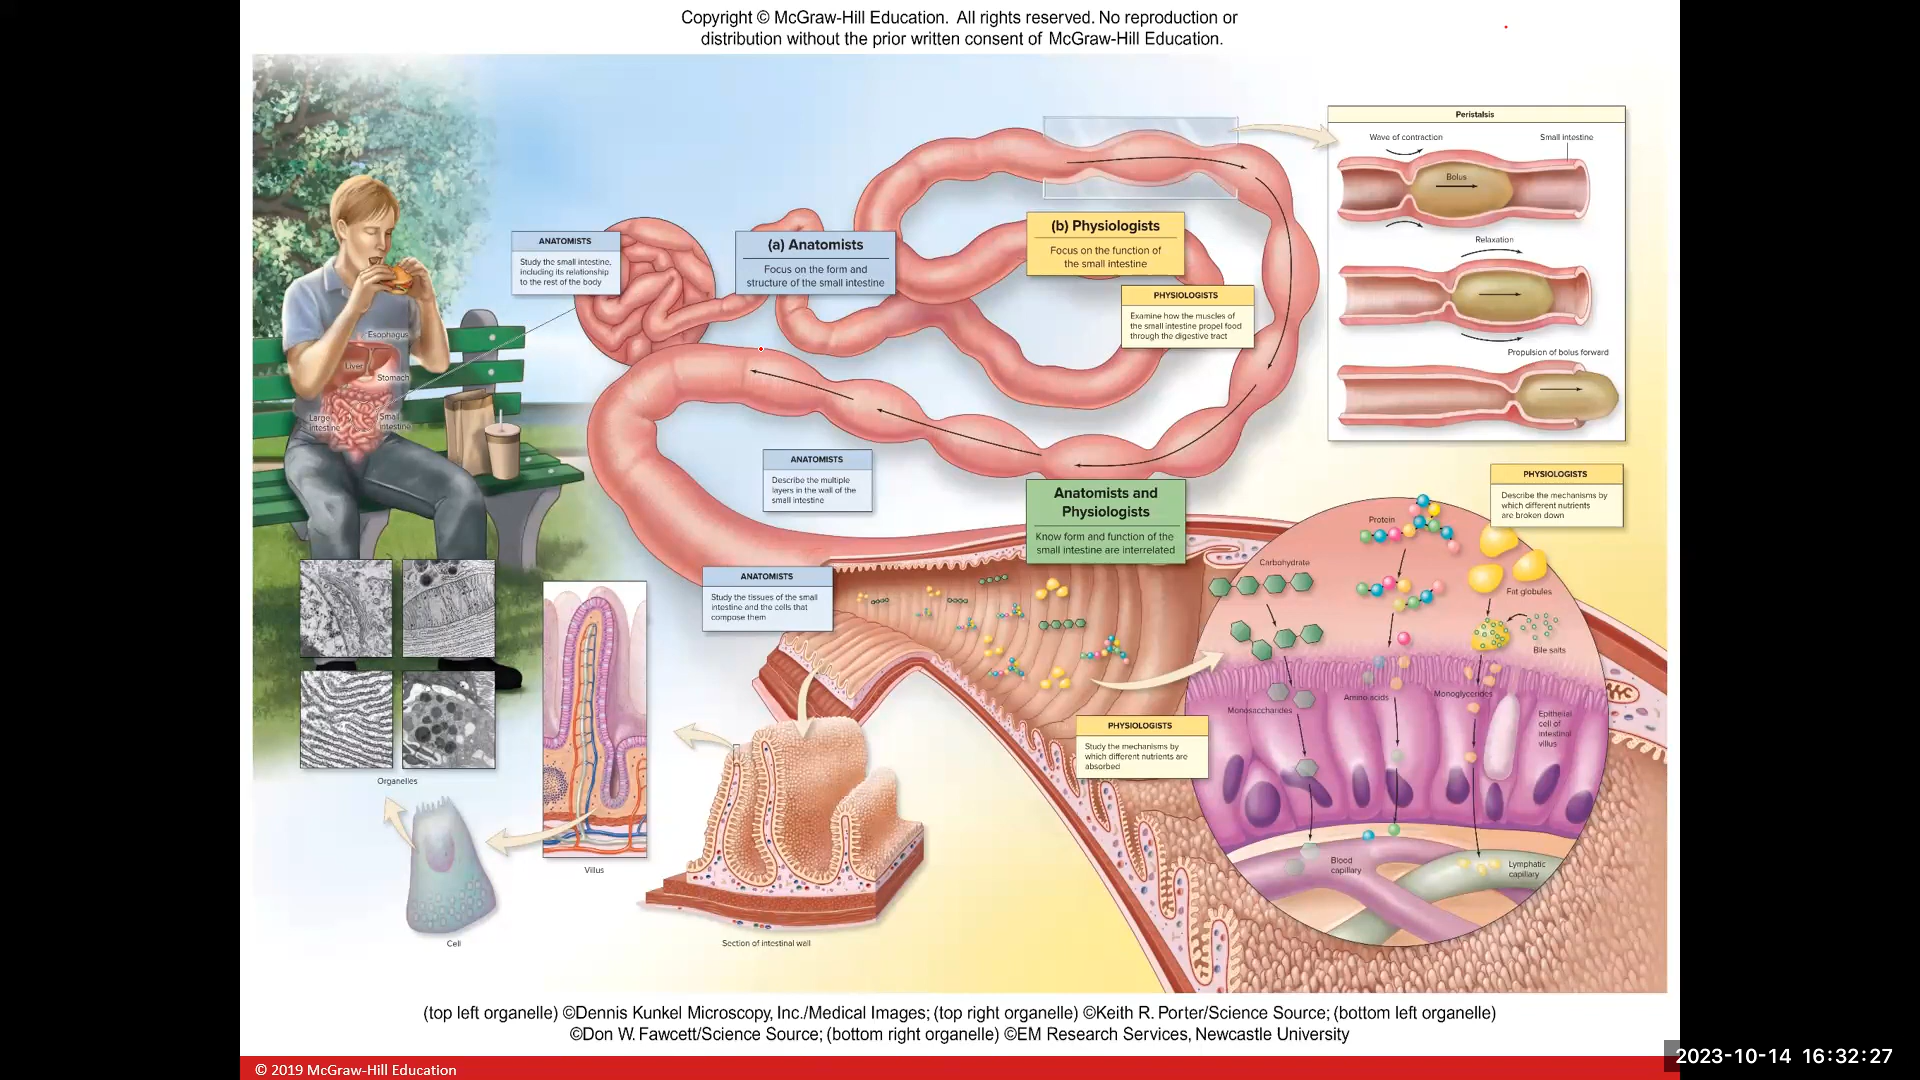 Copyright © McGraw-Hill Education. All rights reserved. No reproduction or
distribution without the prior written consent of McGraw-Hill Education.
ANATOMISTS
Study the small intestine,
including its relationship
to the rest of the body
(a) Anatomists
Focus on the form and
structure of the small intestine
(b) Physiologists
Focus on the function of
the small intestine
PHYSIOLOGISTS
Examine how the muscles of
the small intestine propel food
through the digestive tract
Peristalsis
Wave of contraction
Small intestine
Bolus
Relaxation
Propulsion of bolus forward
Esophagus
Liver
Stomach
Large
intestine
Small
intestine
ANATOMISTS
Describe the multiple
layers in the wall of the
small intestine
Anatomists and
Physiologists
Know form and function of the
small intestine are interrelated
PHYSIOLOGISTS
Describe the mechanisms by
which different nutrients
are broken down
ANATOMISTS
Study the tissues of the small
intestine and the cells that
compose them
Protein
Carbohydrate
Fat globules
Bile salts
Monosaccharides
Amino acids
Monoglycerides
Epithelial
cell of
intestinal
villus
PHYSIOLOGISTS
Study the mechanisms by
which different nutrients are
absorbed
Blood
capillary
Lymphatic
capillary
Organelles
Villus
Cell
Section of intestinal wall
(top left organelle) ©Dennis Kunkel Microscopy, Inc./Medical Images; (top right organelle) ©Keith R. Porter/Science Source; (bottom left organelle)
©Don W. Fawcett/Science Source; (bottom right organelle) ©EM Research Services, Newcastle University
© 2019 McGraw-Hill Education
2023-10-14 16:32:27